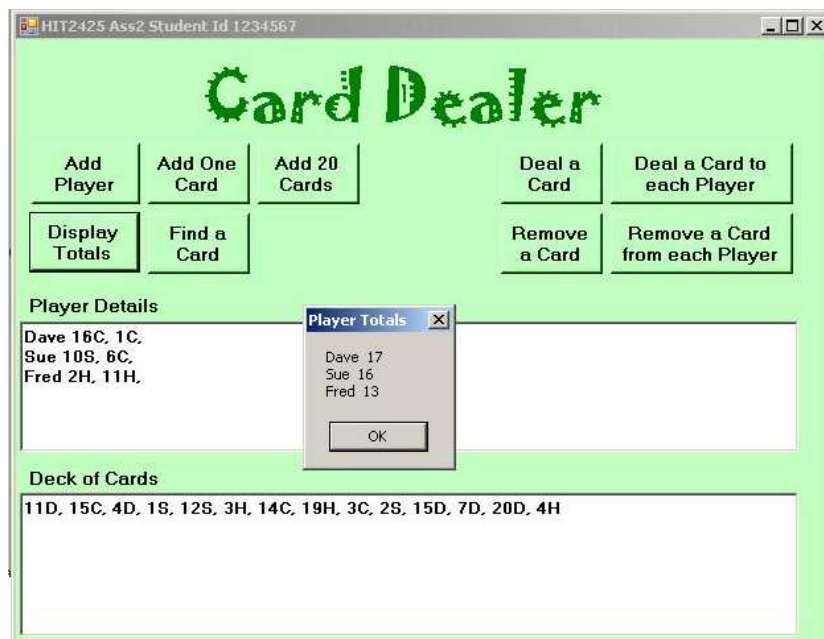 HIT2425 Ass2 Student Id 1234567
Card Dealer
Add Player
Add One Card
Add 20 Cards
Deal a Card
Deal a Card to each Player
Display Totals
Find a Card
Remove a Card
Remove a Card from each Player
Player Details
Dave 16C, 1C,
Sue 10S, 6C,
Fred 2H, 11H,
Player Totals
Dave 17
Sue 16
Fred 13
OK
Deck of Cards
11D, 15C, 4D, 1S, 12S, 3H, 14C, 19H, 3C, 2S, 15D, 7D, 20D, 4H